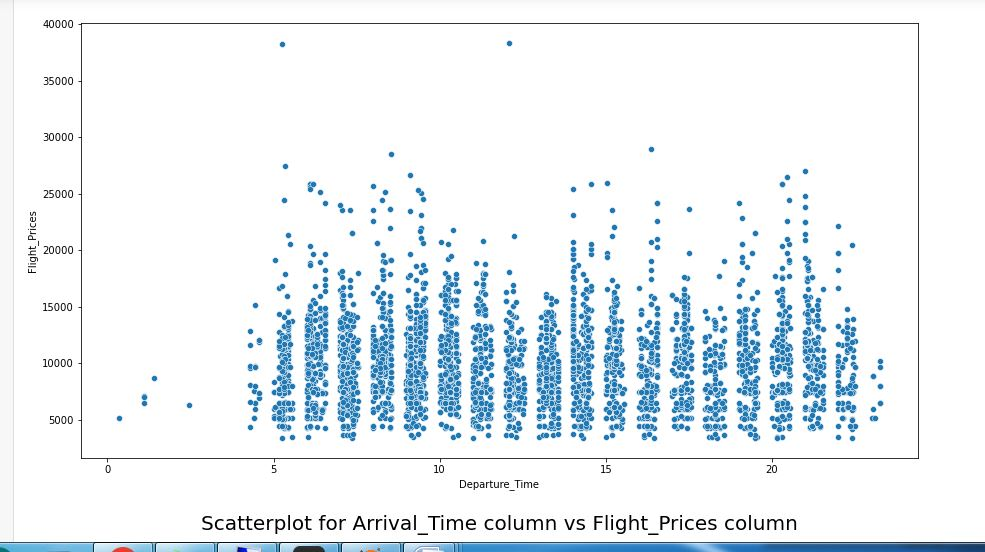 40000
35000
30000
25000
20000
15000
10000
5000
Flight_Prices
0 5 10 15 20
Departure_Time
Scatterplot for Arrival_Time column vs Flight_Prices column